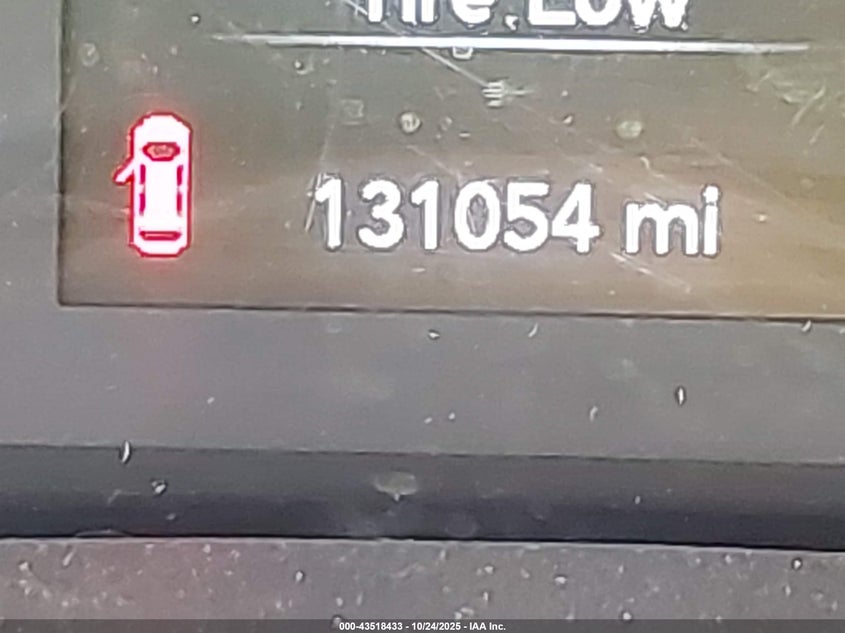 Tire Low
131054 mi
000-43518433 - 10/24/2025 - IAA Inc.